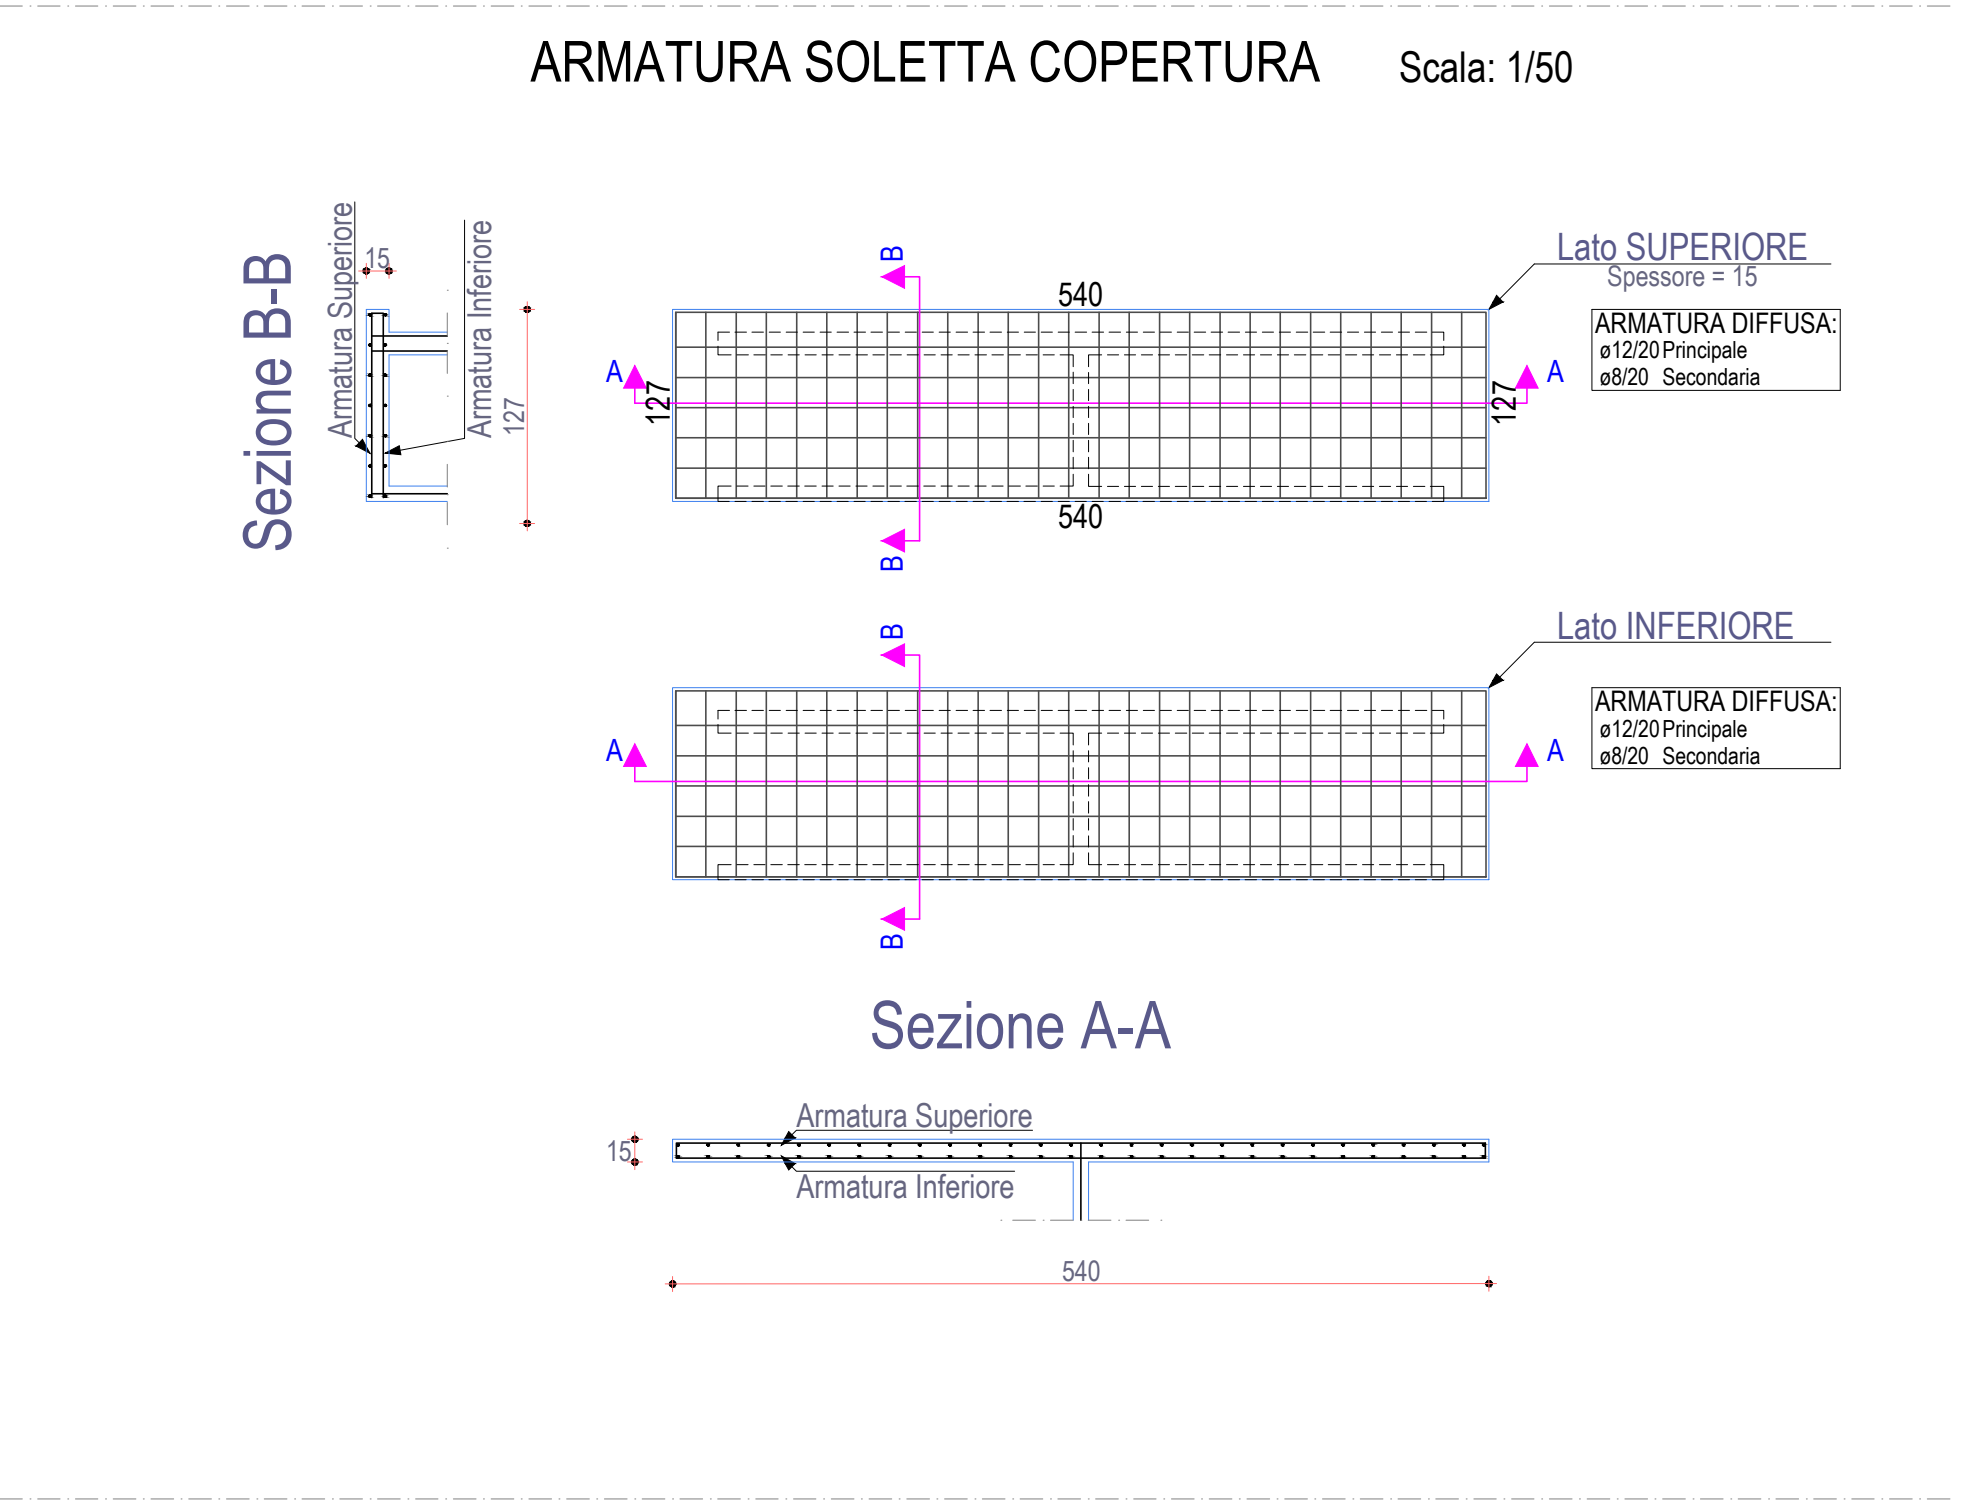 ARMATURA SOLETTA COPERTURA Scala: 1/50
Sezione B-B
Armatura Superiore
15
Armatura Inferiore
127
B
540
A
127
127
A
540
B
Lato SUPERIORE
Spessore = 15
ARMATURA DIFFUSA:
ø12/20 Principale
ø8/20 Secondaria
B
A
A
B
Lato INFERIORE
ARMATURA DIFFUSA:
ø12/20 Principale
ø8/20 Secondaria
Sezione A-A
Armatura Superiore
15
Armatura Inferiore
540